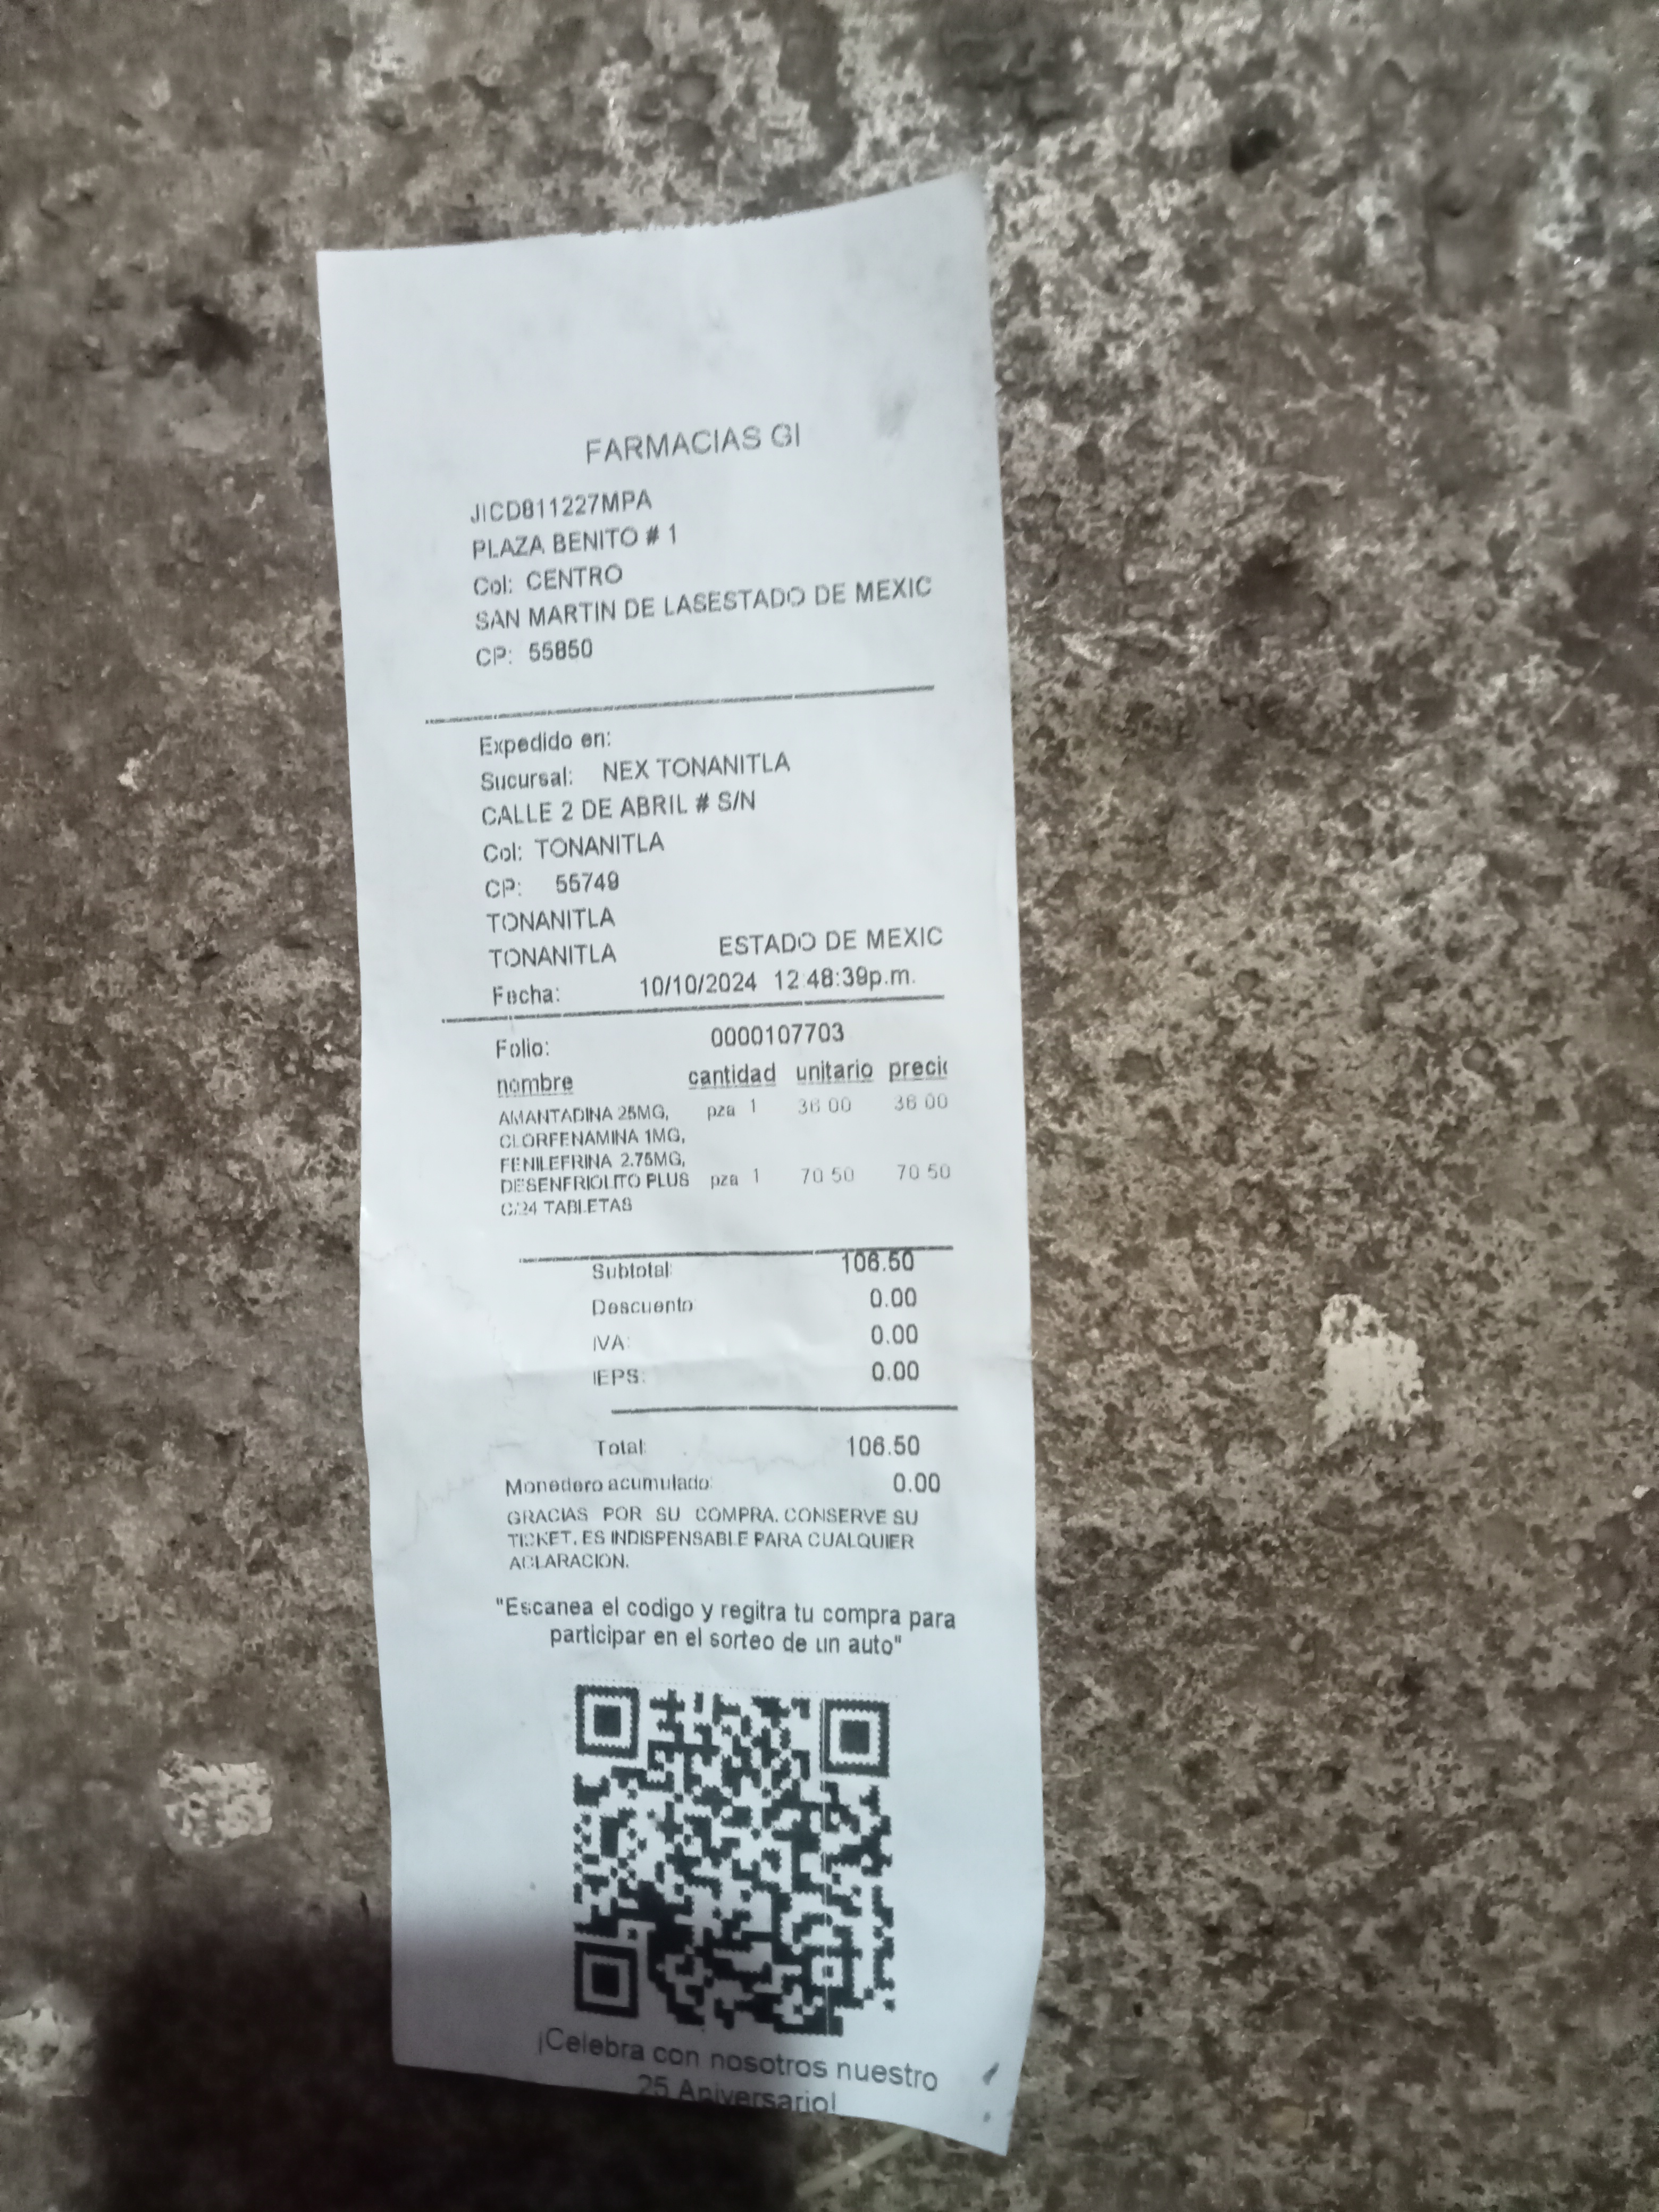 FARMACIAS GI
JICD811227MPA
PLAZA BENITO # 1
Col: CENTRO
SAN MARTIN DE LASESTADO DE MEXIC
CP: 55850
Expedido en:
Sucursal: NEX TONANITLA
CALLE 2 DE ABRIL # S/N
Col: TONANITLA
CP: 55749
TONANITLA
TONANITLA ESTADO DE MEXIC
Fecha: 10/10/2024 12:48:39p.m.
Folio: 0000107703
nombre cantidad unitario precic
AMANTADINA 25MG, pza 1 36 00 36 00
CLORFENAMINA 1MG,
FENILEFRINA 2.75MG,
DESENFRIOLITO PLUS pza 1 70 50 70 50
C/24 TABLETAS
Subtotal: 106.50
Descuento 0.00
IVA: 0.00
IEPS: 0.00
Total: 106.50
Monedero acumulado: 0.00
GRACIAS POR SU COMPRA. CONSERVE SU
TICKET. ES INDISPENSABLE PARA CUALQUIER
ACLARACION.
"Escanea el codigo y regitra tu compra para
participar en el sorteo de un auto"
¡Celebra con nosotros nuestro
25 Aniversario!